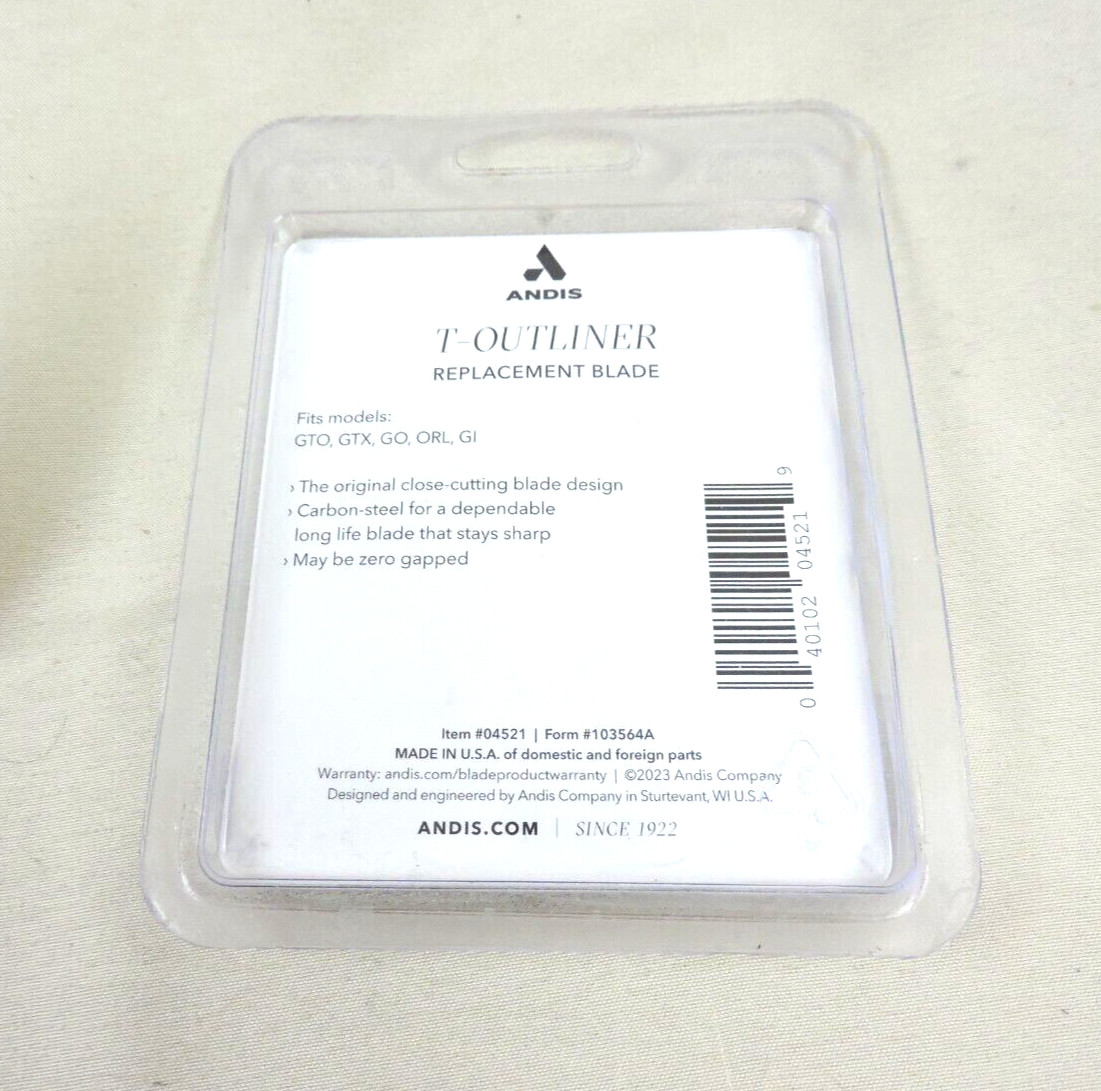 ANDIS
T-OUTLINER
REPLACEMENT BLADE
Fits models:
GTO, GTX, GO, ORL, GI
› The original close-cutting blade design
› Carbon-steel for a dependable
long life blade that stays sharp
› May be zero gapped
0 40102 04521 9
Item #04521 | Form #103564A
MADE IN U.S.A. of domestic and foreign parts
Warranty: andis.com/bladeproductwarranty | ©2023 Andis Company
Designed and engineered by Andis Company in Sturtevant, WI U.S.A.
ANDIS.COM | SINCE 1922